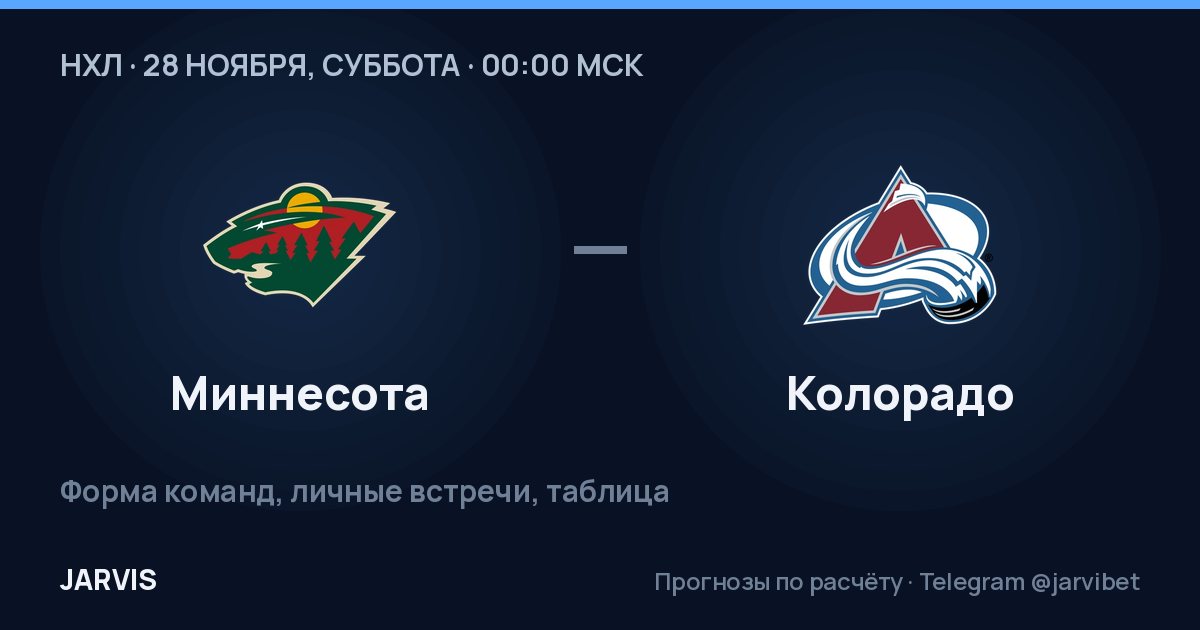 НХЛ · 28 НОЯБРЯ, СУББОТА · 00:00 МСК
Миннесота — Колорадо
Форма команд, личные встречи, таблица
JARVIS
Прогнозы по расчёту · Telegram @jarvibet